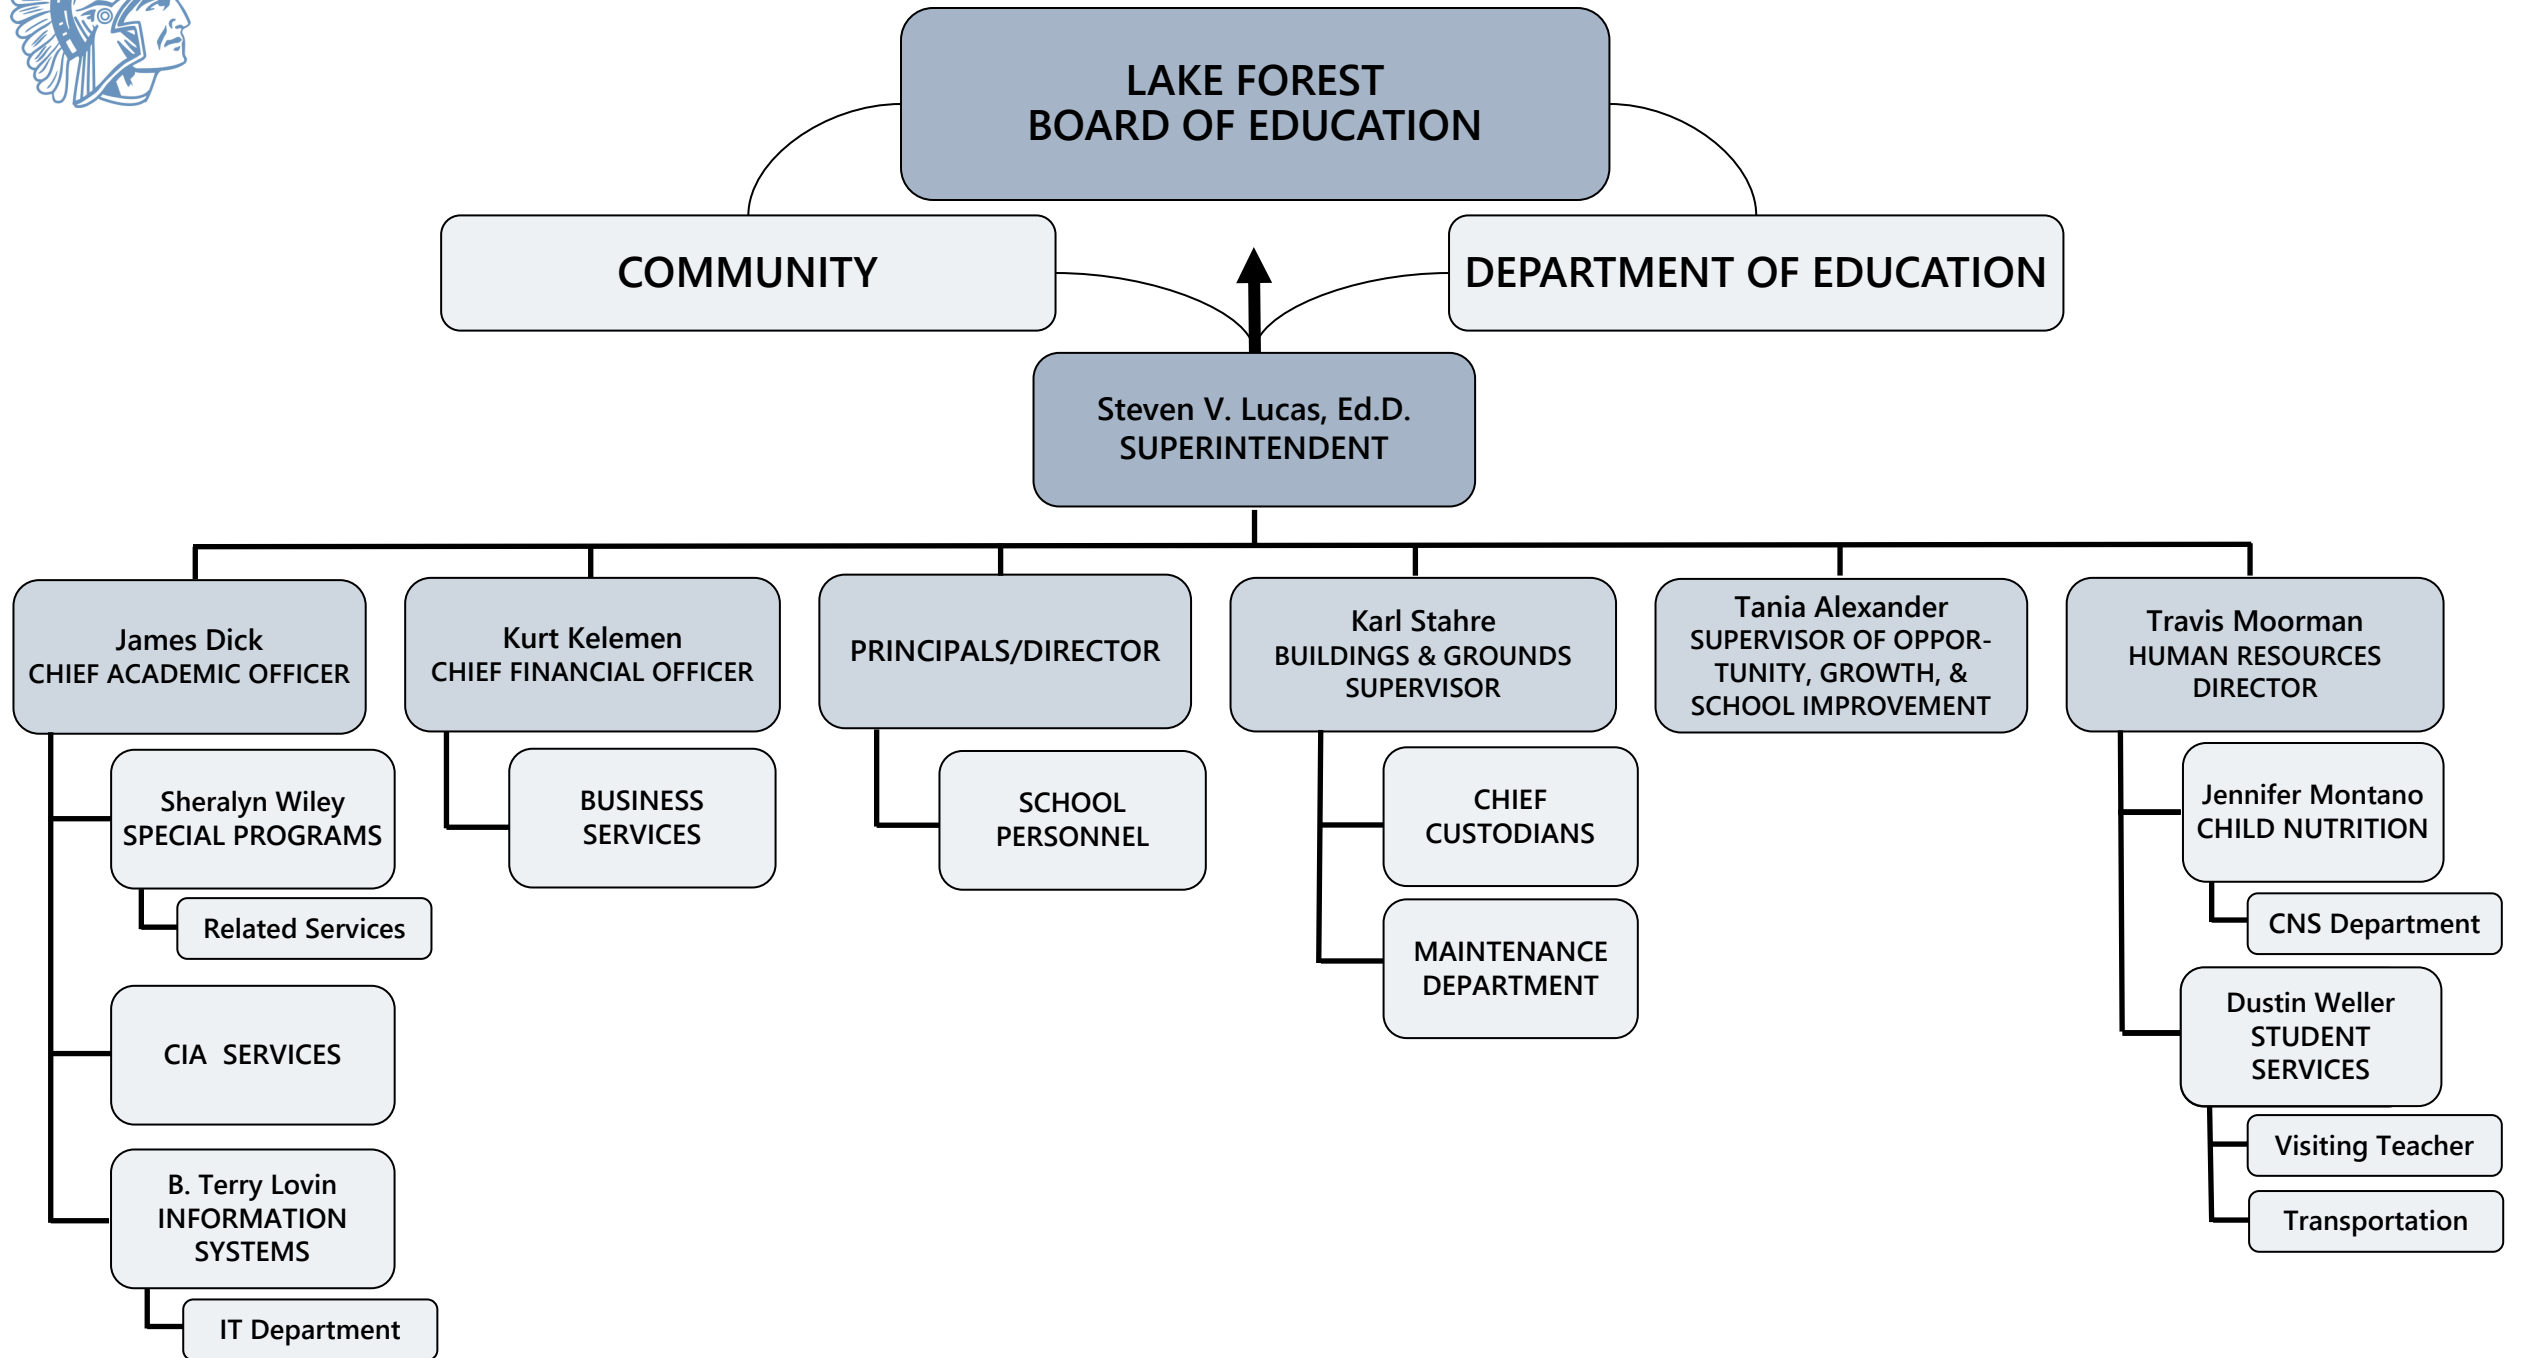 LAKE FOREST
BOARD OF EDUCATION
COMMUNITY
DEPARTMENT OF EDUCATION
Steven V. Lucas, Ed.D.
SUPERINTENDENT
James Dick
CHIEF ACADEMIC OFFICER
Kurt Kelemen
CHIEF FINANCIAL OFFICER
PRINCIPALS/DIRECTOR
Karl Stahre
BUILDINGS & GROUNDS
SUPERVISOR
Tania Alexander
SUPERVISOR OF OPPOR-
TUNITY, GROWTH, &
SCHOOL IMPROVEMENT
Travis Moorman
HUMAN RESOURCES
DIRECTOR
Sheralyn Wiley
SPECIAL PROGRAMS
Related Services
CIA  SERVICES
B. Terry Lovin
INFORMATION
SYSTEMS
IT Department
BUSINESS
SERVICES
SCHOOL
PERSONNEL
CHIEF
CUSTODIANS
MAINTENANCE
DEPARTMENT
Jennifer Montano
CHILD NUTRITION
CNS Department
Dustin Weller
STUDENT
SERVICES
Visiting Teacher
Transportation